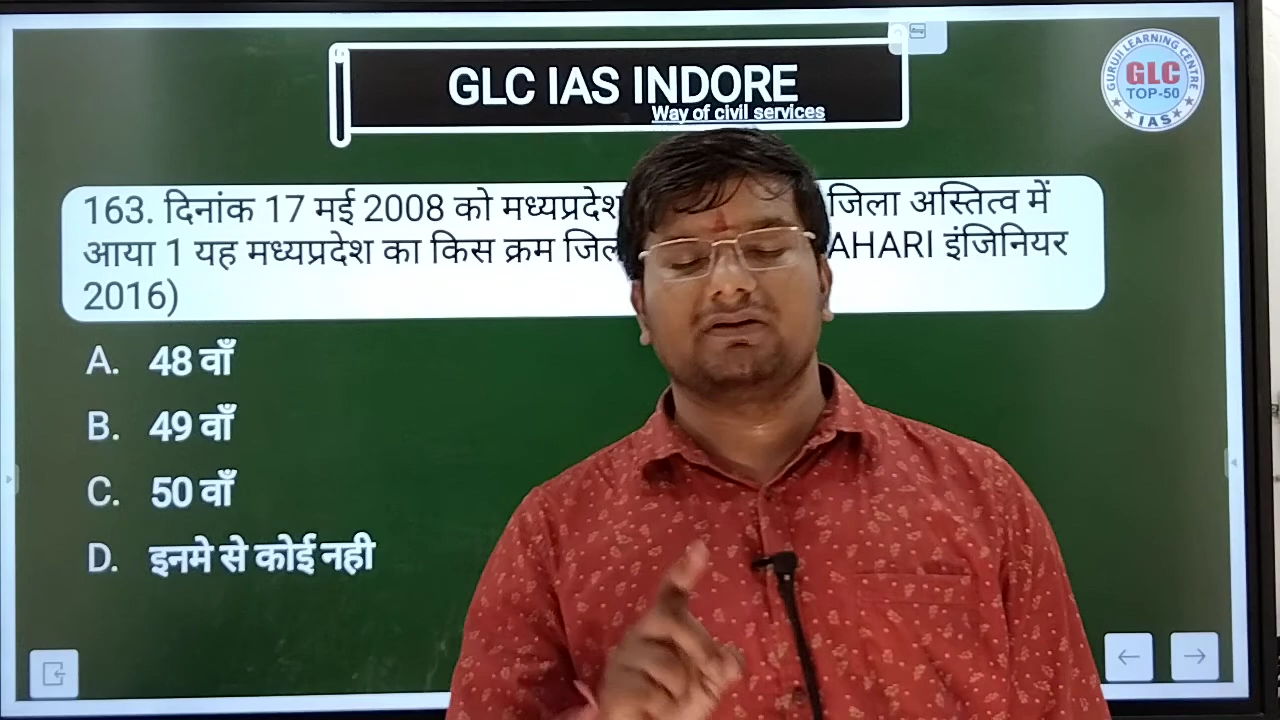 GLC IAS INDORE
Way of civil services
GURUJI LEARNING CENTRE
GLC
TOP-50
IAS
163. दिनांक 17 मई 2008 को मध्यप्रदेश जिला अस्तित्व में
आया 1 यह मध्यप्रदेश का किस क्रम इंजिनियर
2016)
A. 48 वाँ
B. 49 वाँ
C. 50 वाँ
D. इनमे से कोई नही